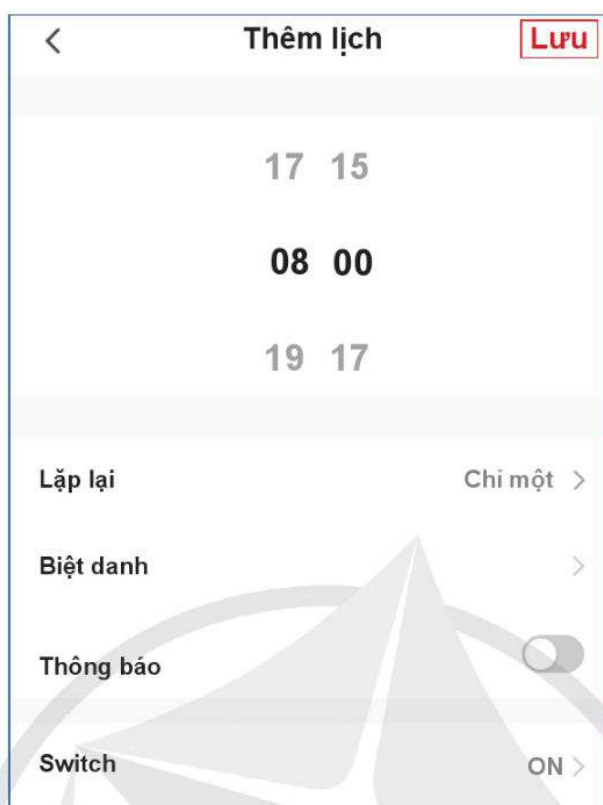 Thêm lịch Lưu
17 15
08 00
19 17
Lặp lại Chỉ một
Biệt danh
Thông báo
Switch ON